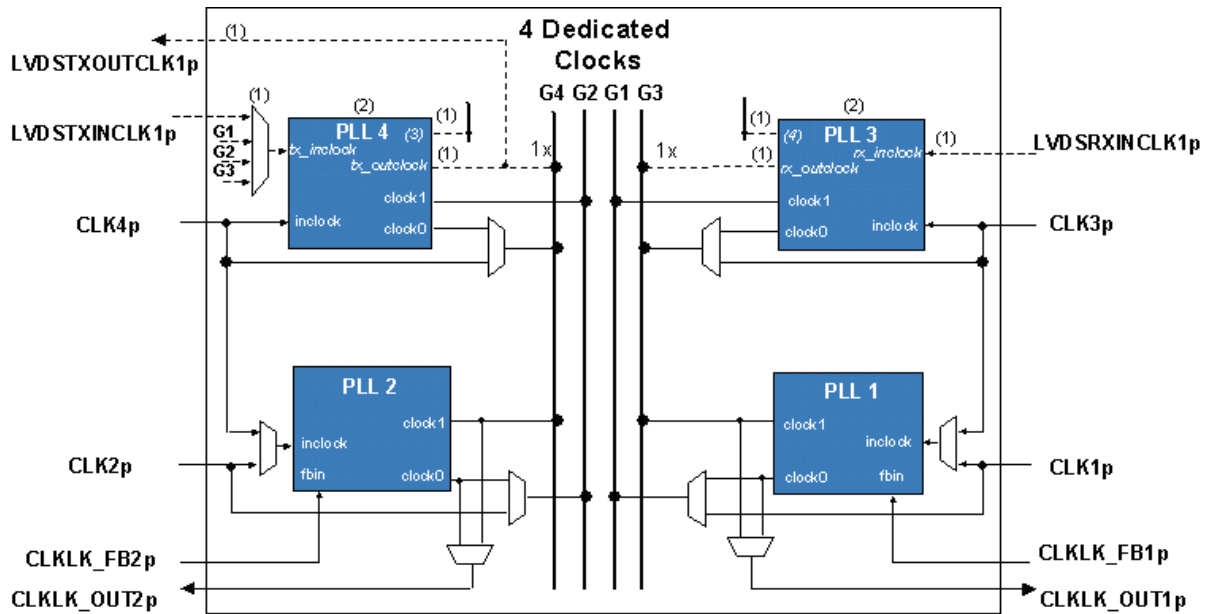 4 Dedicated
Clocks
G4 G2 G1 G3
(1)
LVDSTXOUTCLK1p
(1)
LVDSTXINCLK1p
G1
G2
G3
(2)
PLL 4
(3)
(1)
tx_inclock
(1)
tx_outclock
1x
clock1
inclock
clock0
CLK4p
(2)
PLL 3
(1)
(4)
rx_inclock
(1)
LVDSRXINCLK1p
1x
(1)
rx_outclock
clock1
inclock
clock0
CLK3p
PLL 2
clock1
inclock
fbin
clock0
CLK2p
CLKLK_FB2p
CLKLK_OUT2p
PLL 1
clock1
inclock
clock0
fbin
CLK1p
CLKLK_FB1p
CLKLK_OUT1p